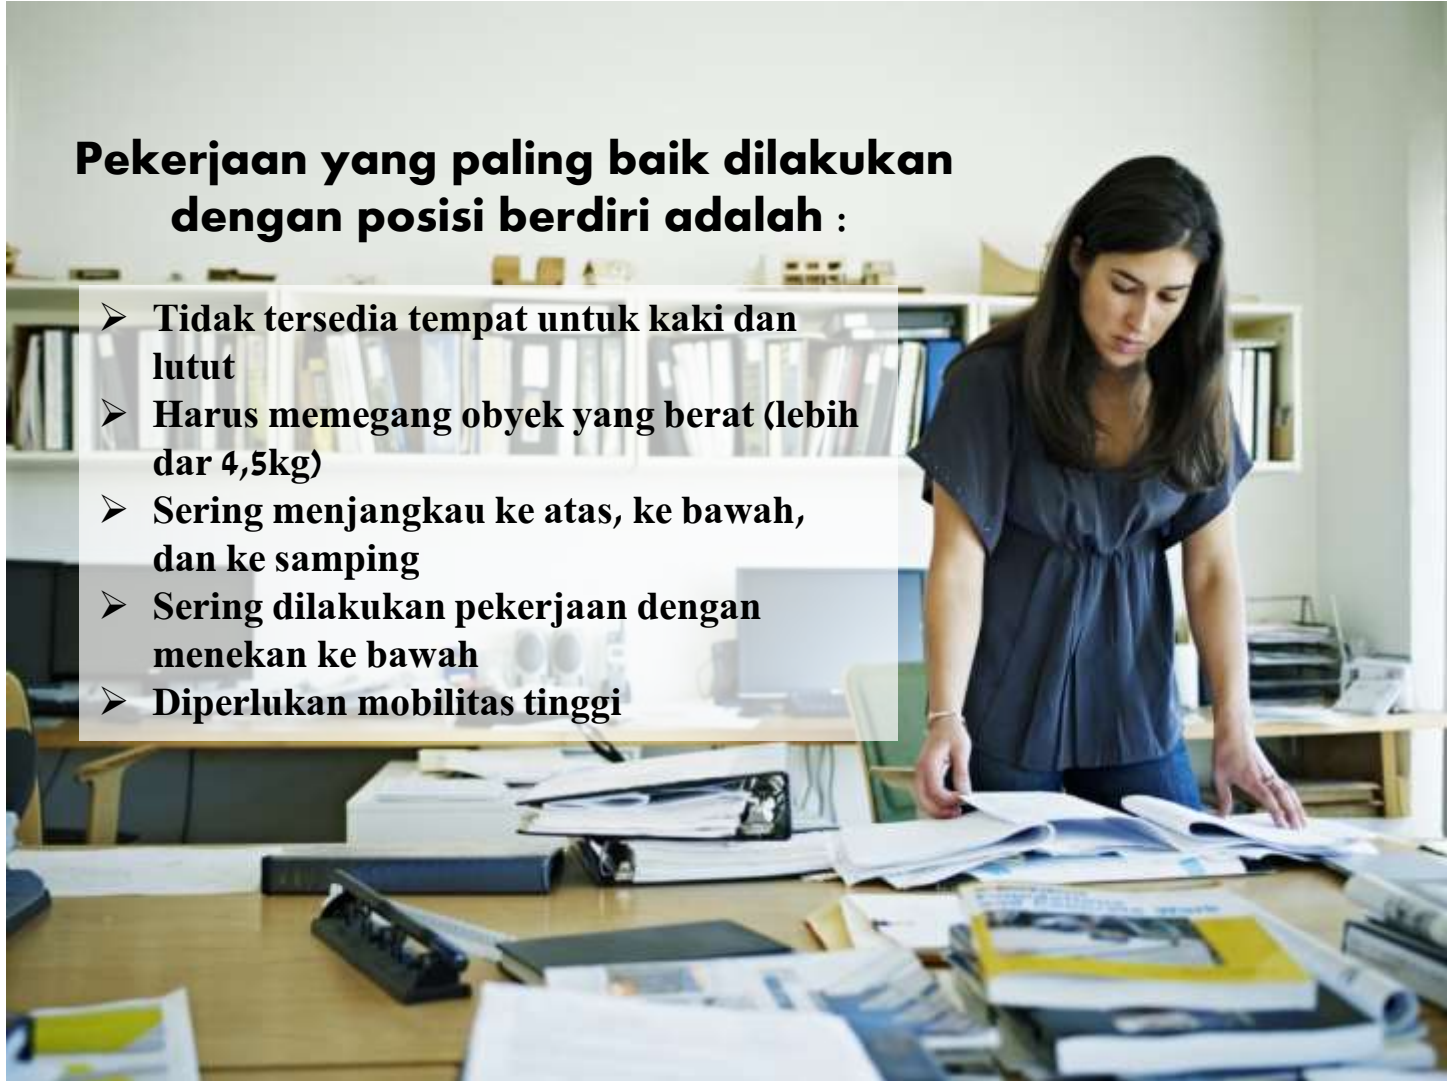 Pekerjaan yang paling baik dilakukan
dengan posisi berdiri adalah :
➢ Tidak tersedia tempat untuk kaki dan
lutut
➢ Harus memegang obyek yang berat (lebih
dar 4,5kg)
➢ Sering menjangkau ke atas, ke bawah,
dan ke samping
➢ Sering dilakukan pekerjaan dengan
menekan ke bawah
➢ Diperlukan mobilitas tinggi